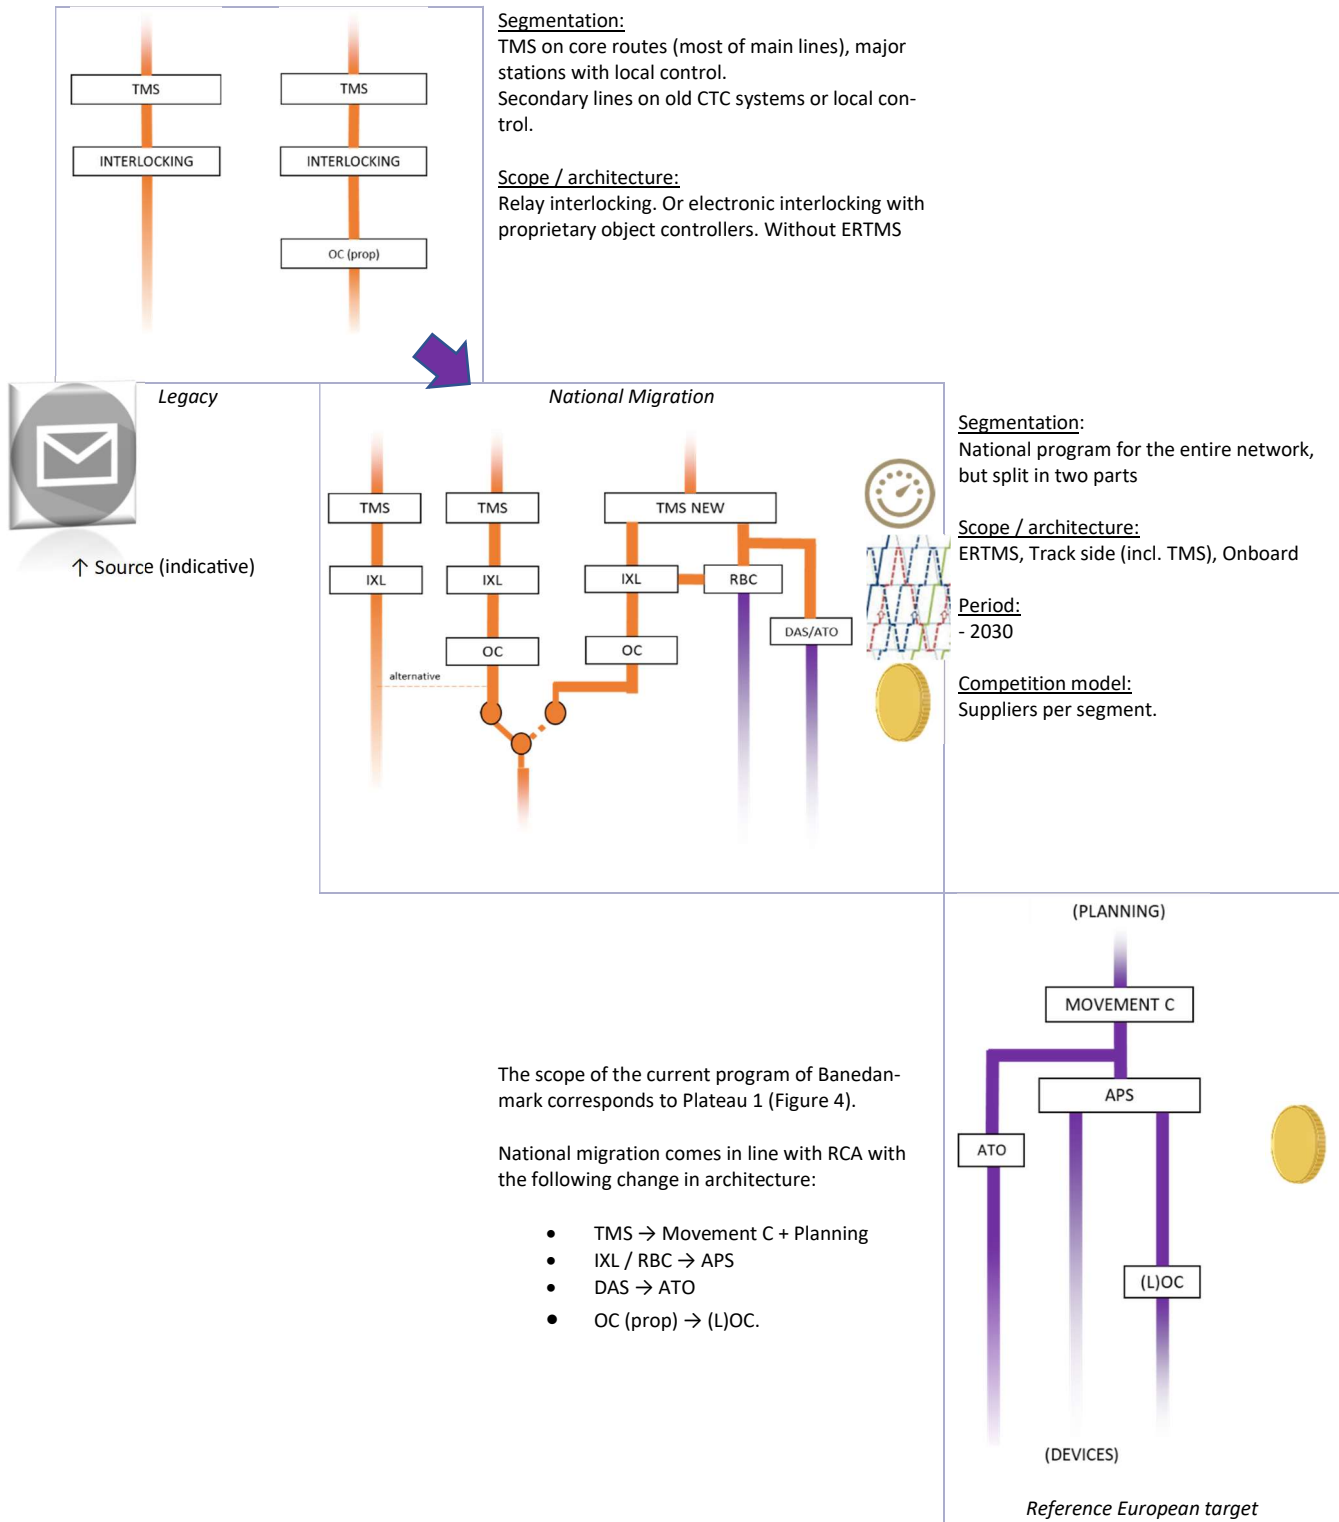 Segmentation:
TMS on core routes (most of main lines), major
stations with local control.
Secondary lines on old CTC systems or local con-
trol.
Scope / architecture:
Relay interlocking. Or electronic interlocking with
proprietary object controllers. Without ERTMS
TMS
TMS
INTERLOCKING
INTERLOCKING
OC (prop)
Legacy
National Migration
↑ Source (indicative)
TMS
TMS
TMS NEW
IXL
IXL
IXL
RBC
DAS/ATO
OC
OC
alternative
Segmentation:
National program for the entire network,
but split in two parts
Scope / architecture:
ERTMS, Track side (incl. TMS), Onboard
Period:
- 2030
Competition model:
Suppliers per segment.
The scope of the current program of Banedan-
mark corresponds to Plateau 1 (Figure 4).
National migration comes in line with RCA with
the following change in architecture:
• TMS → Movement C + Planning
• IXL / RBC → APS
• DAS → ATO
• OC (prop) → (L)OC.
(PLANNING)
MOVEMENT C
APS
ATO
(L)OC
(DEVICES)
Reference European target